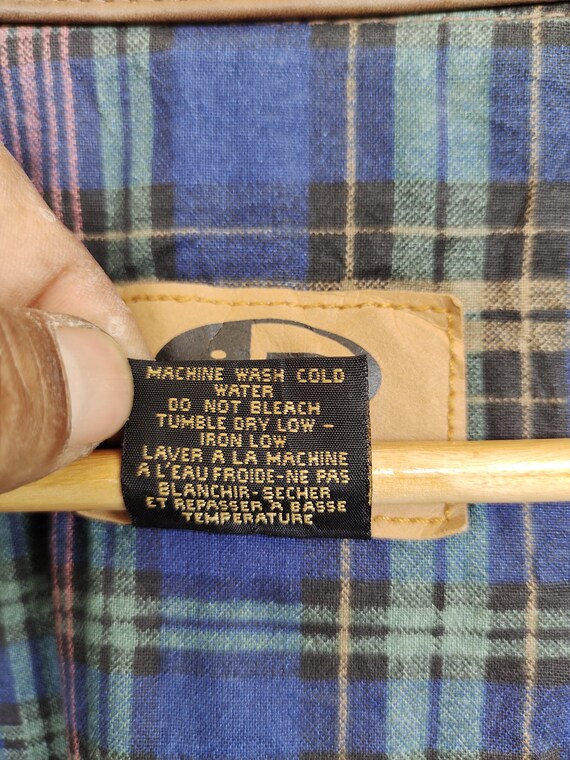 MACHINE WASH COLD
WATER
DO NOT BLEACH
TUMBLE DRY LOW -
IRON LOW
LAVER A LA MACHINE
A L'EAU FROIDE-NE PAS
BLANCHIR-SECHER
ET REPASSER A BASSE
TEMPERATURE